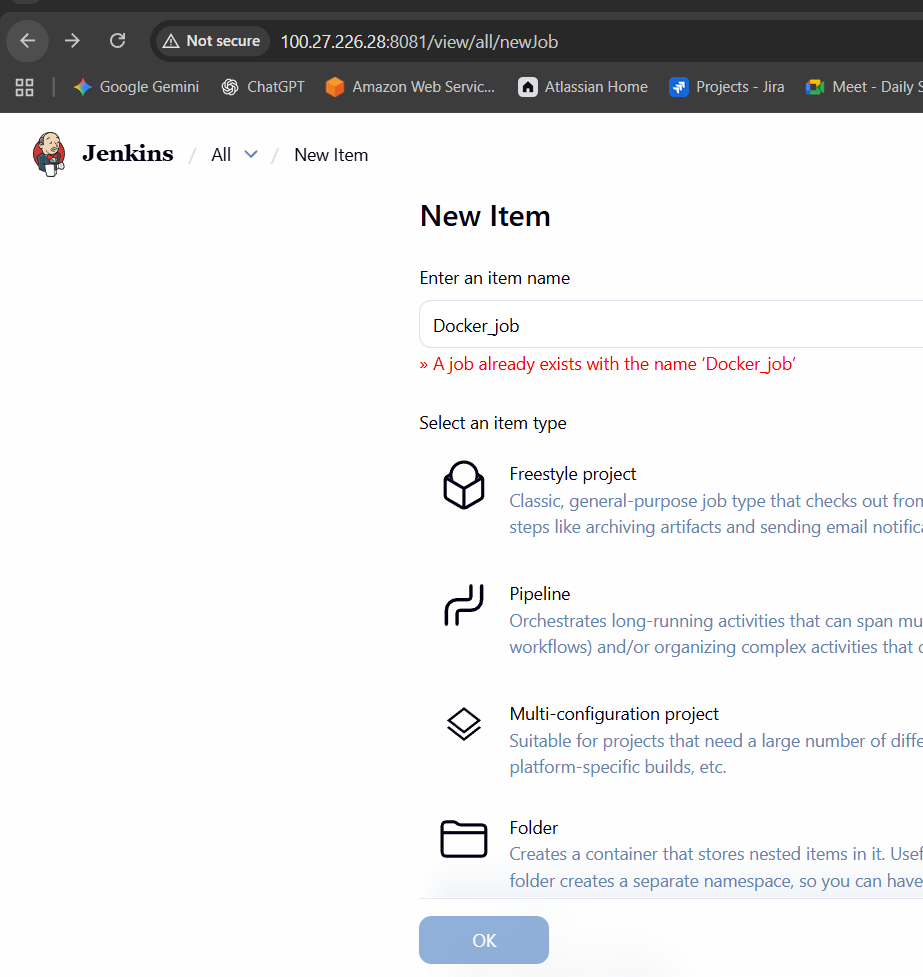 Not secure 100.27.226.28:8081/view/all/newJob
Google Gemini ChatGPT Amazon Web Servic... Atlassian Home Projects - Jira Meet - Daily S
Jenkins / All / New Item
New Item
Enter an item name
Docker_job
» A job already exists with the name ‘Docker_job’
Select an item type
Freestyle project
Classic, general-purpose job type that checks out from
steps like archiving artifacts and sending email notifica
Pipeline
Orchestrates long-running activities that can span mu
workflows) and/or organizing complex activities that
Multi-configuration project
Suitable for projects that need a large number of diffe
platform-specific builds, etc.
Folder
Creates a container that stores nested items in it. Usef
folder creates a separate namespace, so you can have
OK